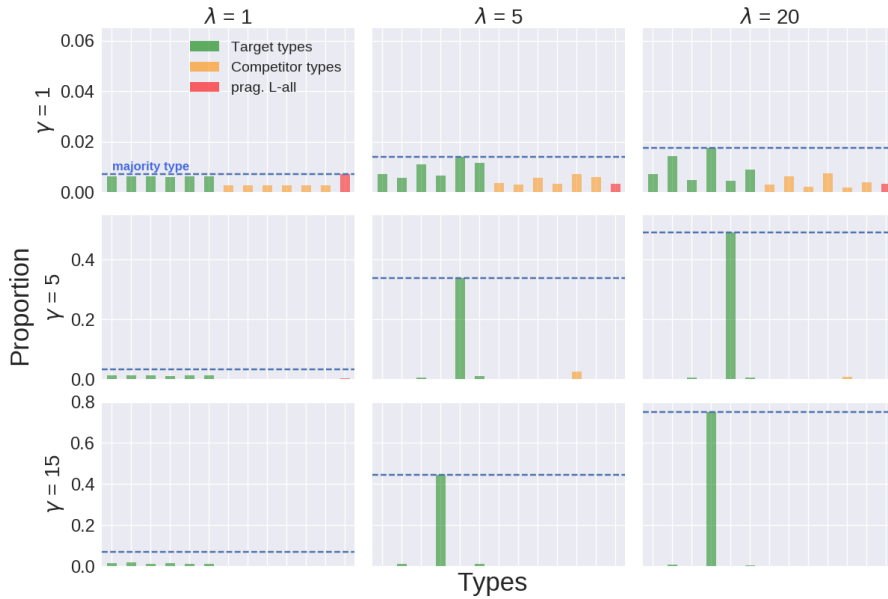 λ = 1
λ = 5
λ = 20
γ = 1
0.06
0.04
0.02
0.00
Target types
Competitor types
prag. L-all
majority type
Proportion
γ = 5
0.4
0.2
0.0
γ = 15
0.8
0.6
0.4
0.2
0.0
Types